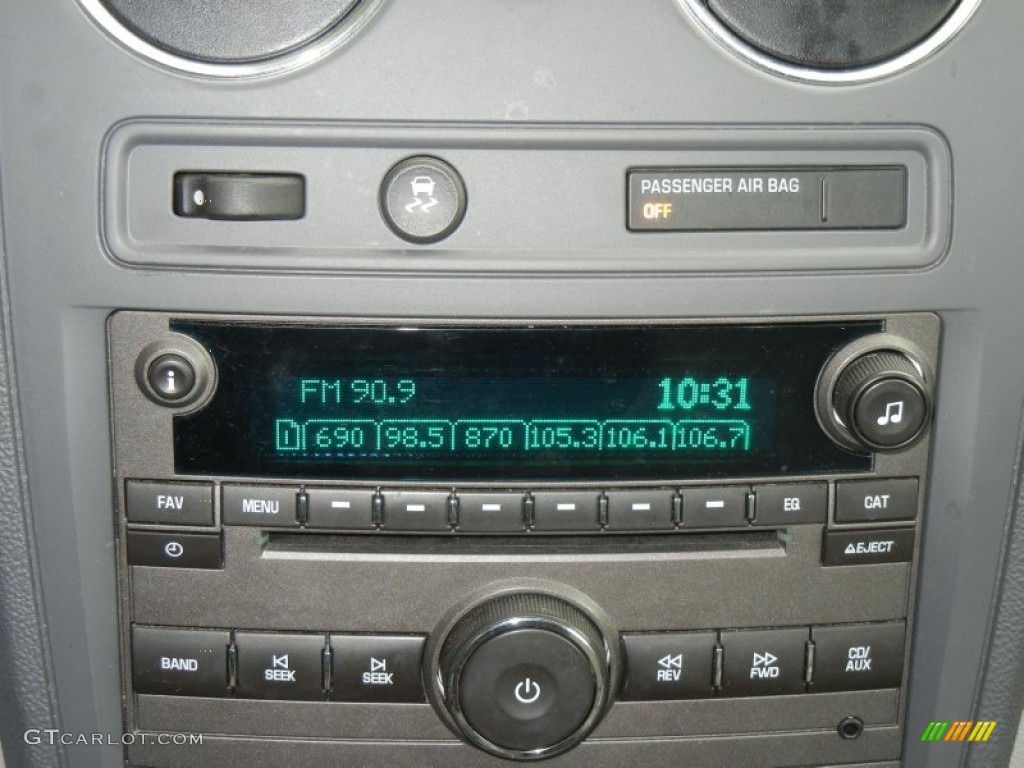 PASSENGER AIR BAG
OFF
i
FM 90.9 10:31
1 690 98.5 870 105.3 106.1 106.7
FAV MENU EQ CAT
EJECT
BAND SEEK SEEK REV FWD CD/
AUX
GTCARLOT.COM